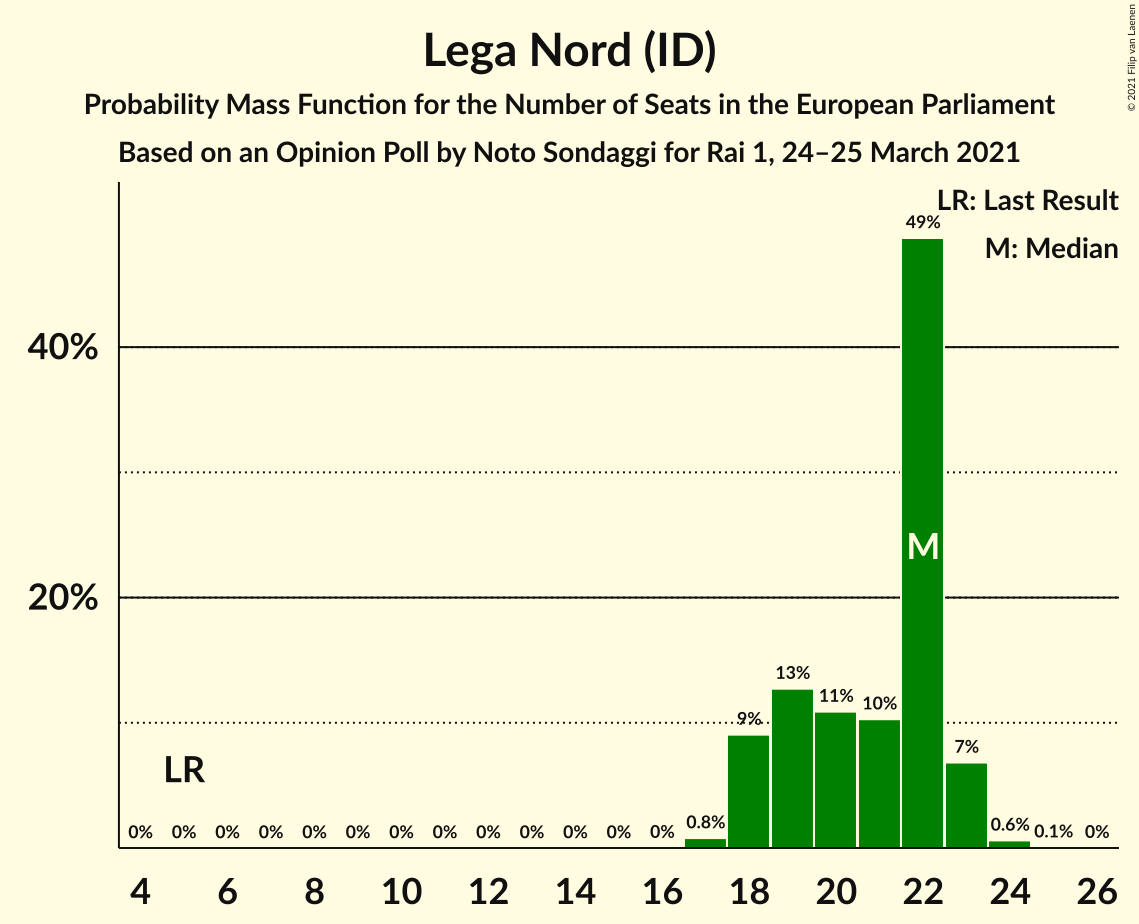 Lega Nord (ID)
Probability Mass Function for the Number of Seats in the European Parliament
Based on an Opinion Poll by Noto Sondaggi for Rai 1, 24–25 March 2021
© 2021 Filip van Laenen
LR: Last Result
M: Median
40%
20%
LR
M
0% 0% 0% 0% 0% 0% 0% 0% 0% 0% 0% 0% 0% 0.8% 9% 13% 11% 10% 49% 7% 0.6% 0.1% 0%
4 6 8 10 12 14 16 18 20 22 24 26